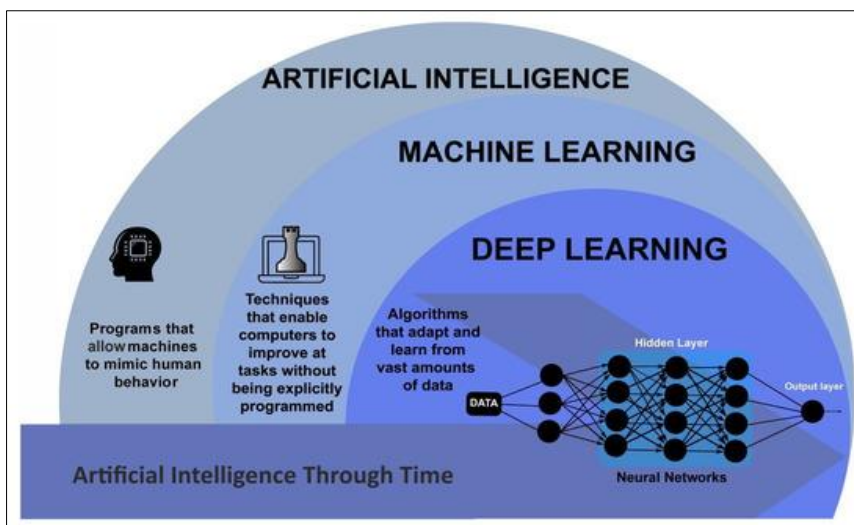 ARTIFICIAL INTELLIGENCE
MACHINE LEARNING
DEEP LEARNING
Programs that
allow machines
to mimic human
behavior
Techniques
that enable
computers to
improve at
tasks without
being explicitly
programmed
Algorithms
that adapt and
learn from
vast amounts
of data
Hidden Layer
Output layer
DATA
Neural Networks
Artificial Intelligence Through Time